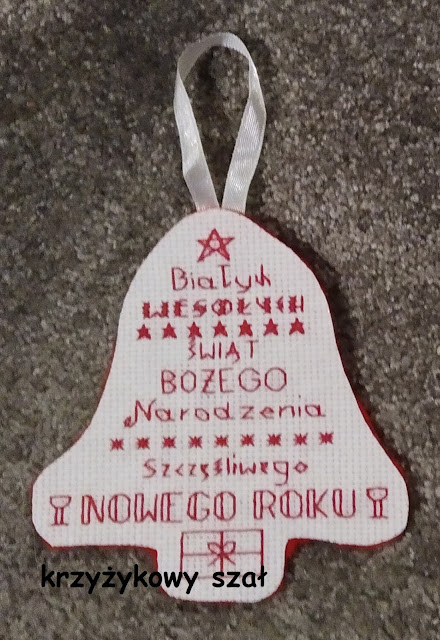 Białych
WESOŁYCH
ŚWIĄT
BOŻEGO
Narodzenia
Szczęśliwego
NOWEGO ROKU
krzyżykowy szał